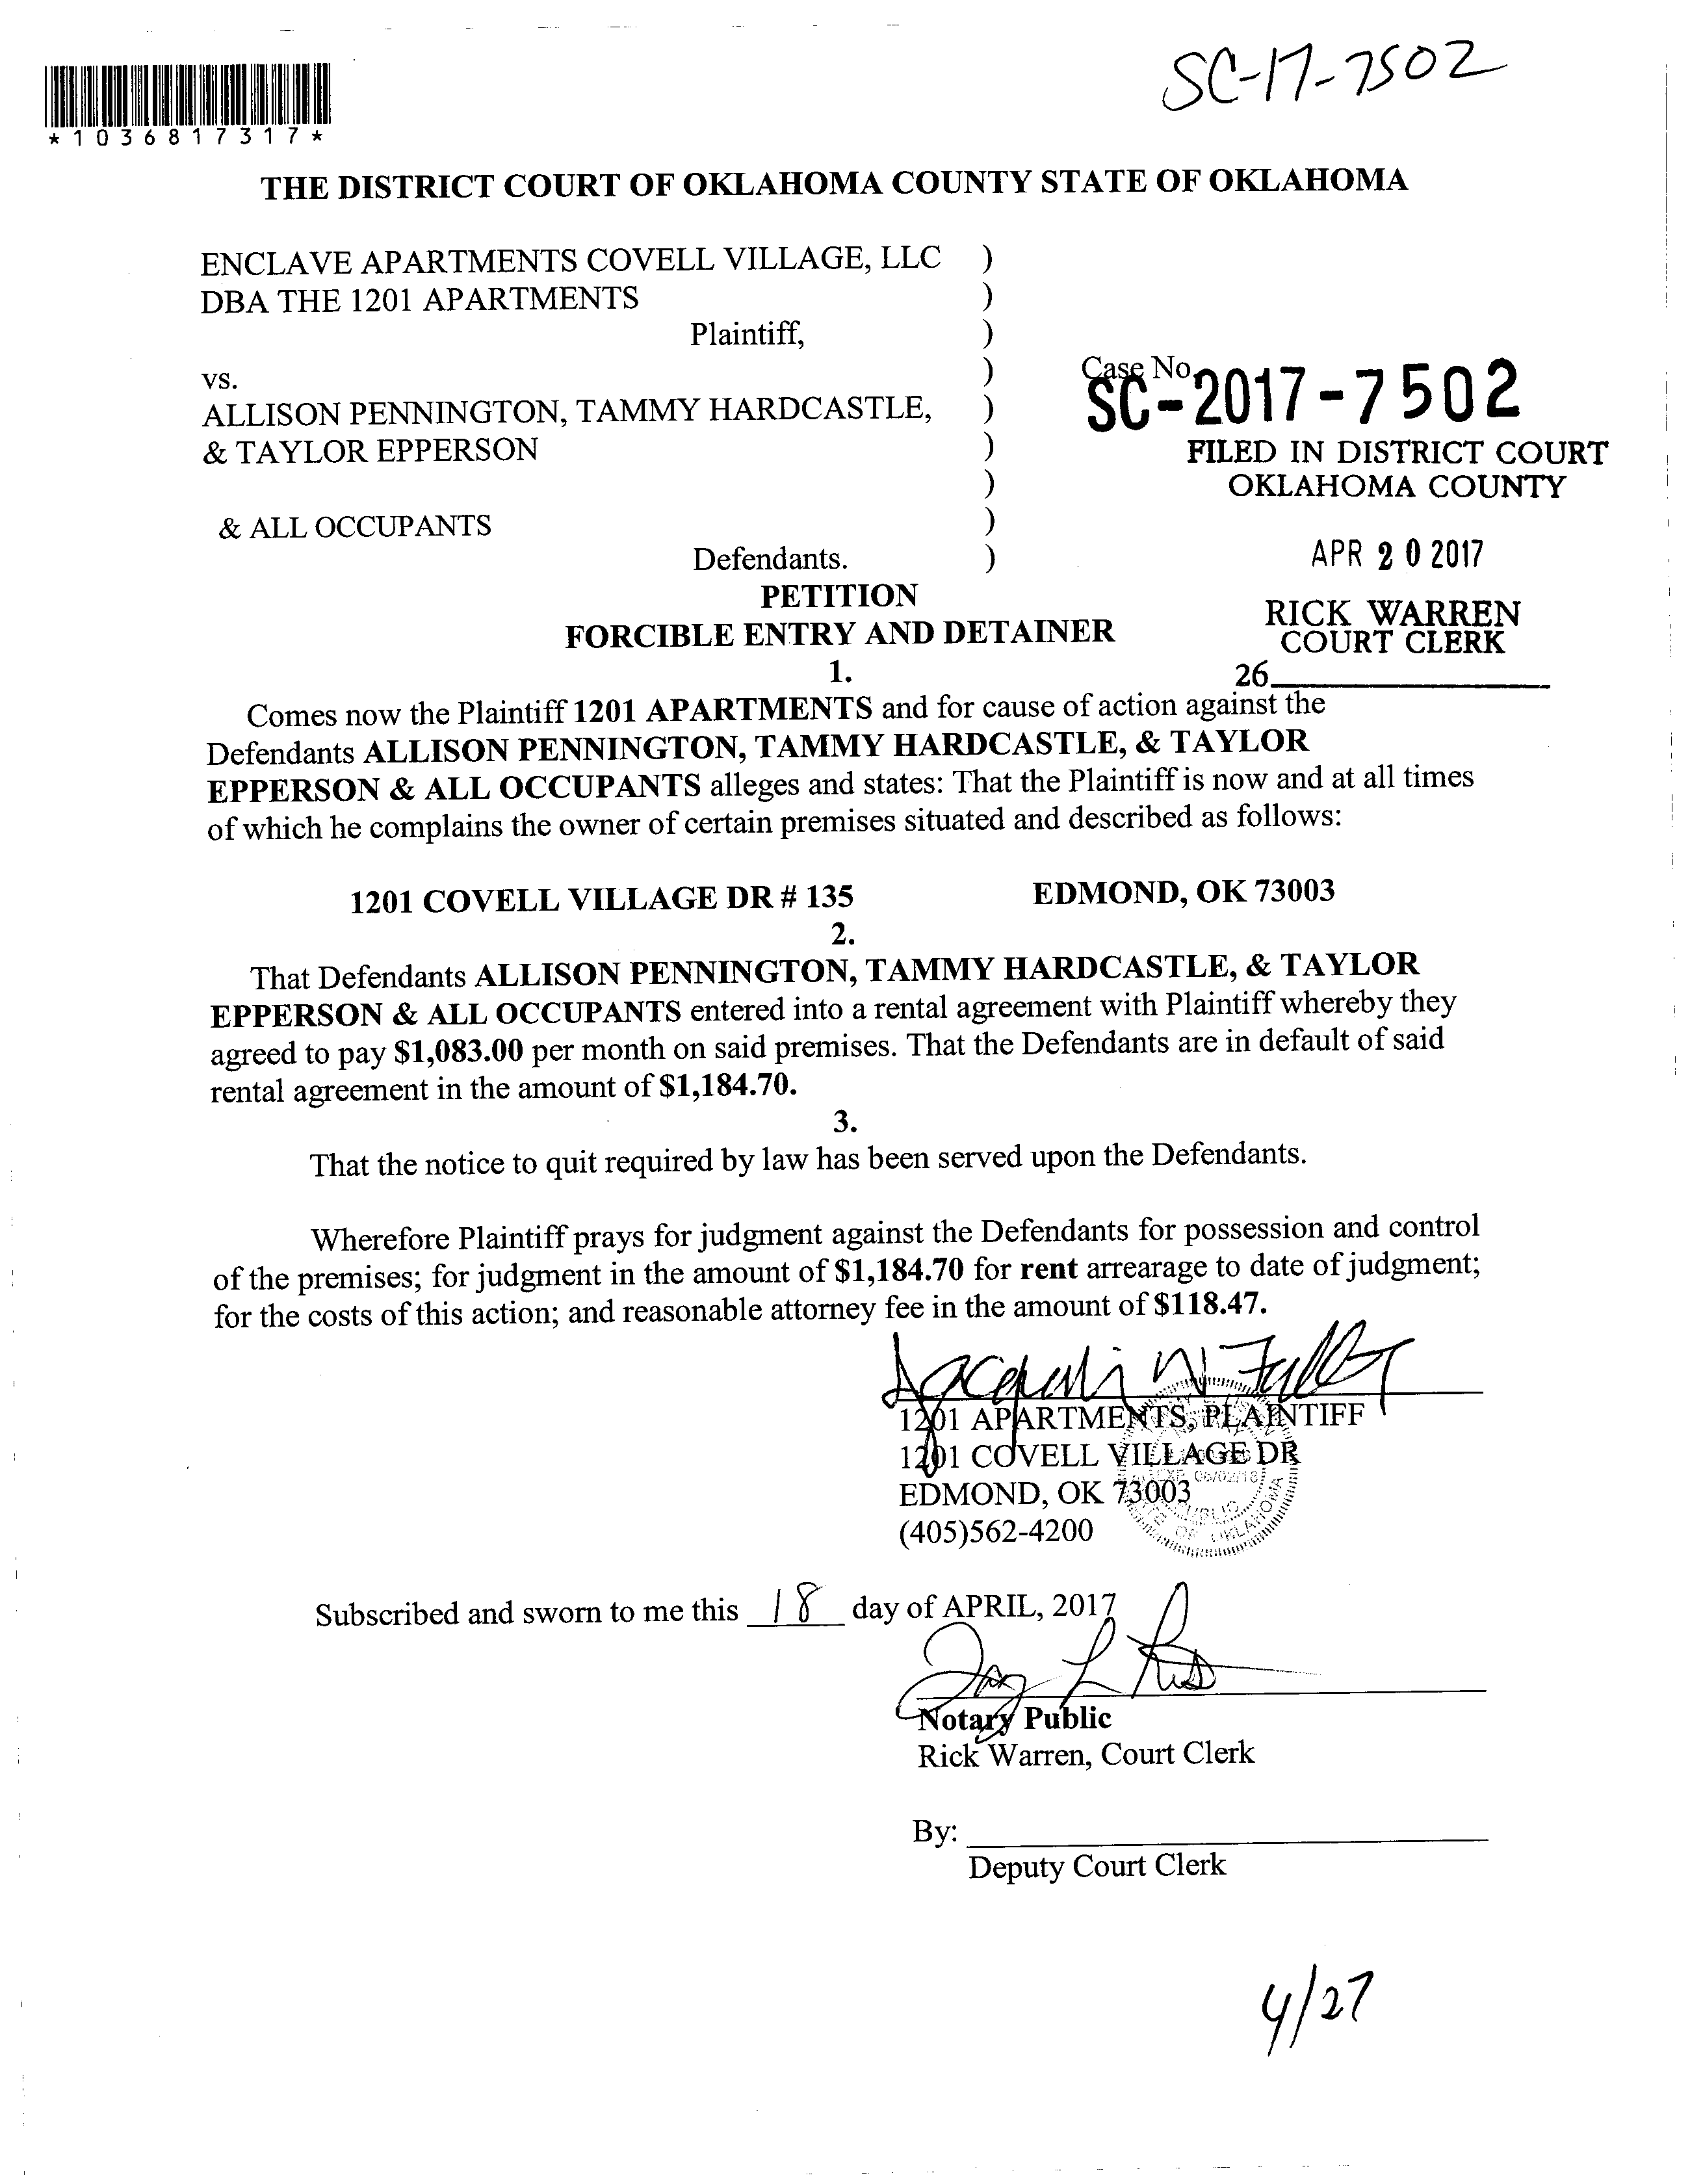 SC-17-7502
*1036817317*
THE DISTRICT COURT OF OKLAHOMA COUNTY STATE OF OKLAHOMA
ENCLAVE APARTMENTS COVELL VILLAGE, LLC )
DBA THE 1201 APARTMENTS )
Plaintiff, )
vs. )
ALLISON PENNINGTON, TAMMY HARDCASTLE, )
& TAYLOR EPPERSON )
)
& ALL OCCUPANTS )
Defendants. )
Case No.
SC-2017-7502
FILED IN DISTRICT COURT
OKLAHOMA COUNTY
APR 20 2017
RICK WARREN
COURT CLERK
26
PETITION
FORCIBLE ENTRY AND DETAINER
1.
Comes now the Plaintiff 1201 APARTMENTS and for cause of action against the
Defendants ALLISON PENNINGTON, TAMMY HARDCASTLE, & TAYLOR
EPPERSON & ALL OCCUPANTS alleges and states: That the Plaintiff is now and at all times
of which he complains the owner of certain premises situated and described as follows:
1201 COVELL VILLAGE DR # 135 EDMOND, OK 73003
2.
That Defendants ALLISON PENNINGTON, TAMMY HARDCASTLE, & TAYLOR
EPPERSON & ALL OCCUPANTS entered into a rental agreement with Plaintiff whereby they
agreed to pay $1,083.00 per month on said premises. That the Defendants are in default of said
rental agreement in the amount of $1,184.70.
3.
That the notice to quit required by law has been served upon the Defendants.
Wherefore Plaintiff prays for judgment against the Defendants for possession and control
of the premises; for judgment in the amount of $1,184.70 for rent arrearage to date of judgment;
for the costs of this action; and reasonable attorney fee in the amount of $118.47.
1201 APARTMENTS, PLAINTIFF
1201 COVELL VILLAGE DR
EDMOND, OK 73003
(405)562-4200
EXP. 06/02/18
PUBLIC
OF OKLAHOMA
Subscribed and sworn to me this 18 day of APRIL, 2017
Notary Public
Rick Warren, Court Clerk
By:
Deputy Court Clerk
4/27